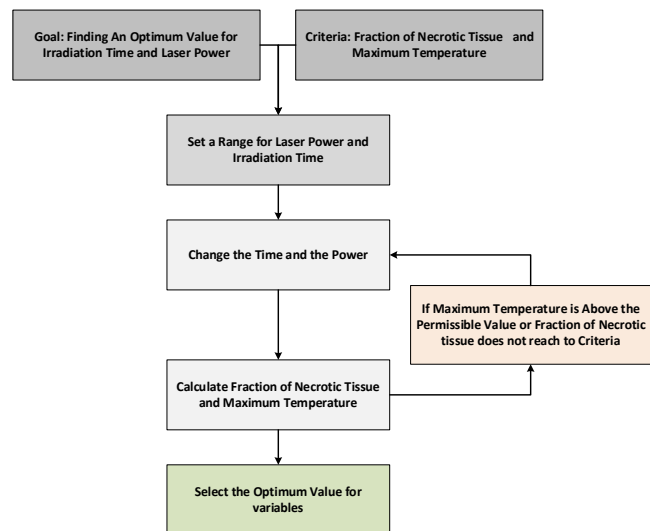 Goal: Finding An Optimum Value for
Irradiation Time and Laser Power
Criteria: Fraction of Necrotic Tissue and
Maximum Temperature
Set a Range for Laser Power and
Irradiation Time
Change the Time and the Power
If Maximum Temperature is Above the
Permissible Value or Fraction of Necrotic
tissue does not reach to Criteria
Calculate Fraction of Necrotic Tissue
and Maximum Temperature
Select the Optimum Value for
variables